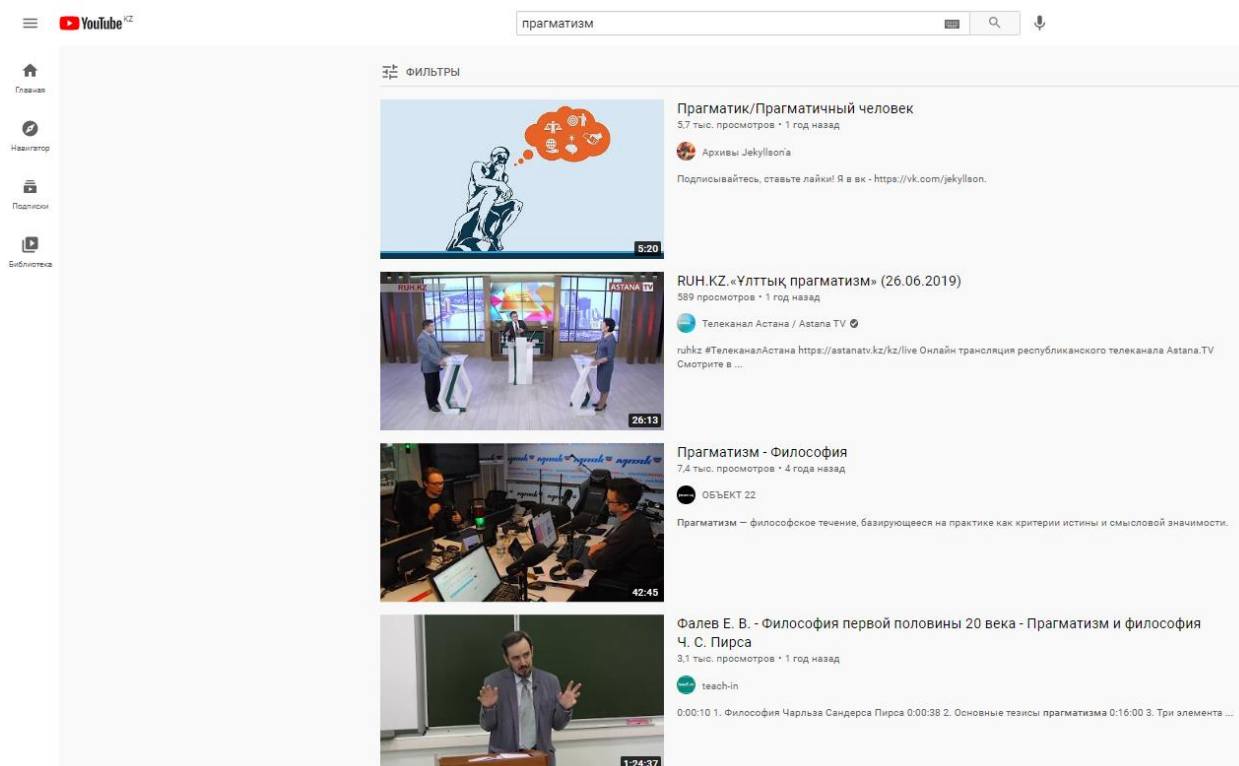 YouTube KZ
прагматизм
Главная
Навигатор
Подписки
Библиотека
ФИЛЬТРЫ
5:20
Прагматик/Прагматичный человек
5,7 тыс. просмотров • 1 год назад
Архивы Jekyllson'a
Подписывайтесь, ставьте лайки! Я в вк - https://vk.com/jekyllson.
RUH.KZ
ASTANA TV
26:13
RUH.KZ.«Ұлттық прагматизм» (26.06.2019)
589 просмотров • 1 год назад
Телеканал Астана / Astana TV
ruhkz #ТелеканалАстана https://astanatv.kz/kz/live Онлайн трансляция республиканского телеканала Astana.TV
Смотрите в ...
42:45
Прагматизм - Философия
7,4 тыс. просмотров • 4 года назад
ОБЪЕКТ 22
Прагматизм — философское течение, базирующееся на практике как критерии истины и смысловой значимости.
1:24:37
Фалев Е. В. - Философия первой половины 20 века - Прагматизм и философия
Ч. С. Пирса
3,1 тыс. просмотров • 1 год назад
teach-in
0:00:10 1. Философия Чарльза Сандерса Пирса 0:00:38 2. Основные тезисы прагматизма 0:16:00 3. Три элемента ...